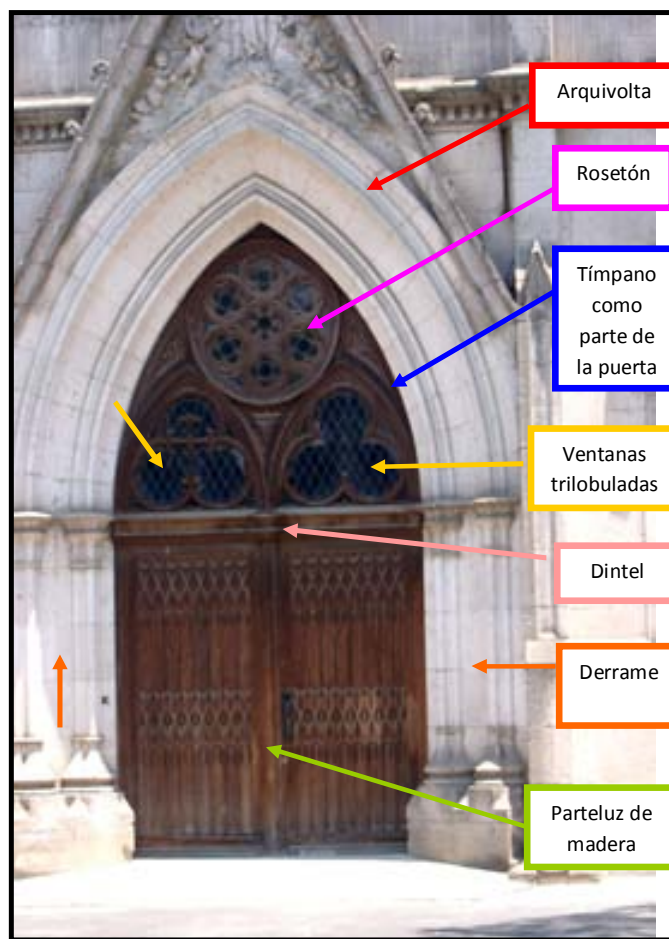 Arquivolta
Rosetón
Tímpano
como
parte de
la puerta
Ventanas
trilobuladas
Dintel
Derrame
Parteluz de
madera